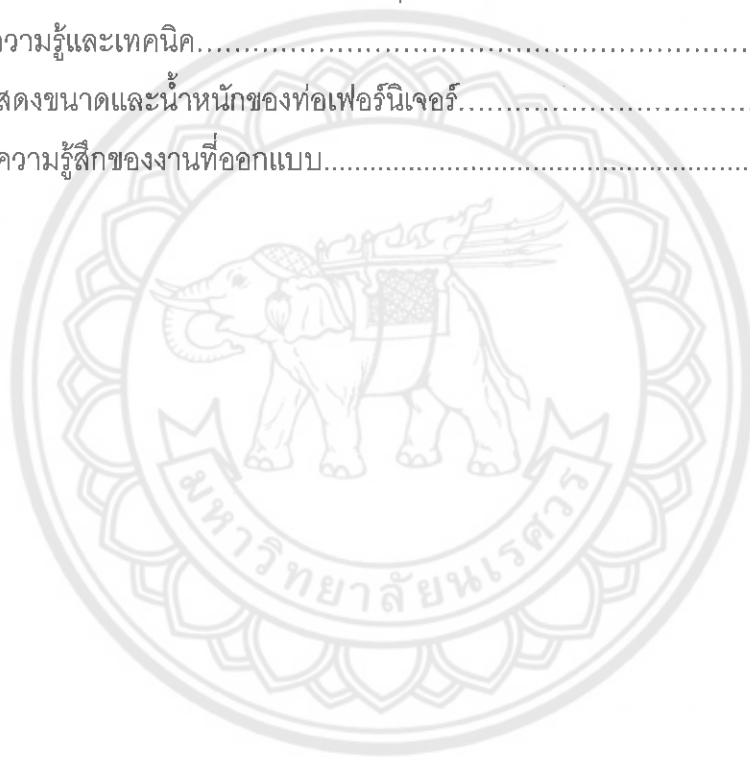 ความรู้และเทคนิค
สดงขนาดและน้ำหนักของท่อเฟอร์นิเจอร์
ความรู้สึกของงานที่ออกแบบ
มหาวิทยาลัยนเรศวร